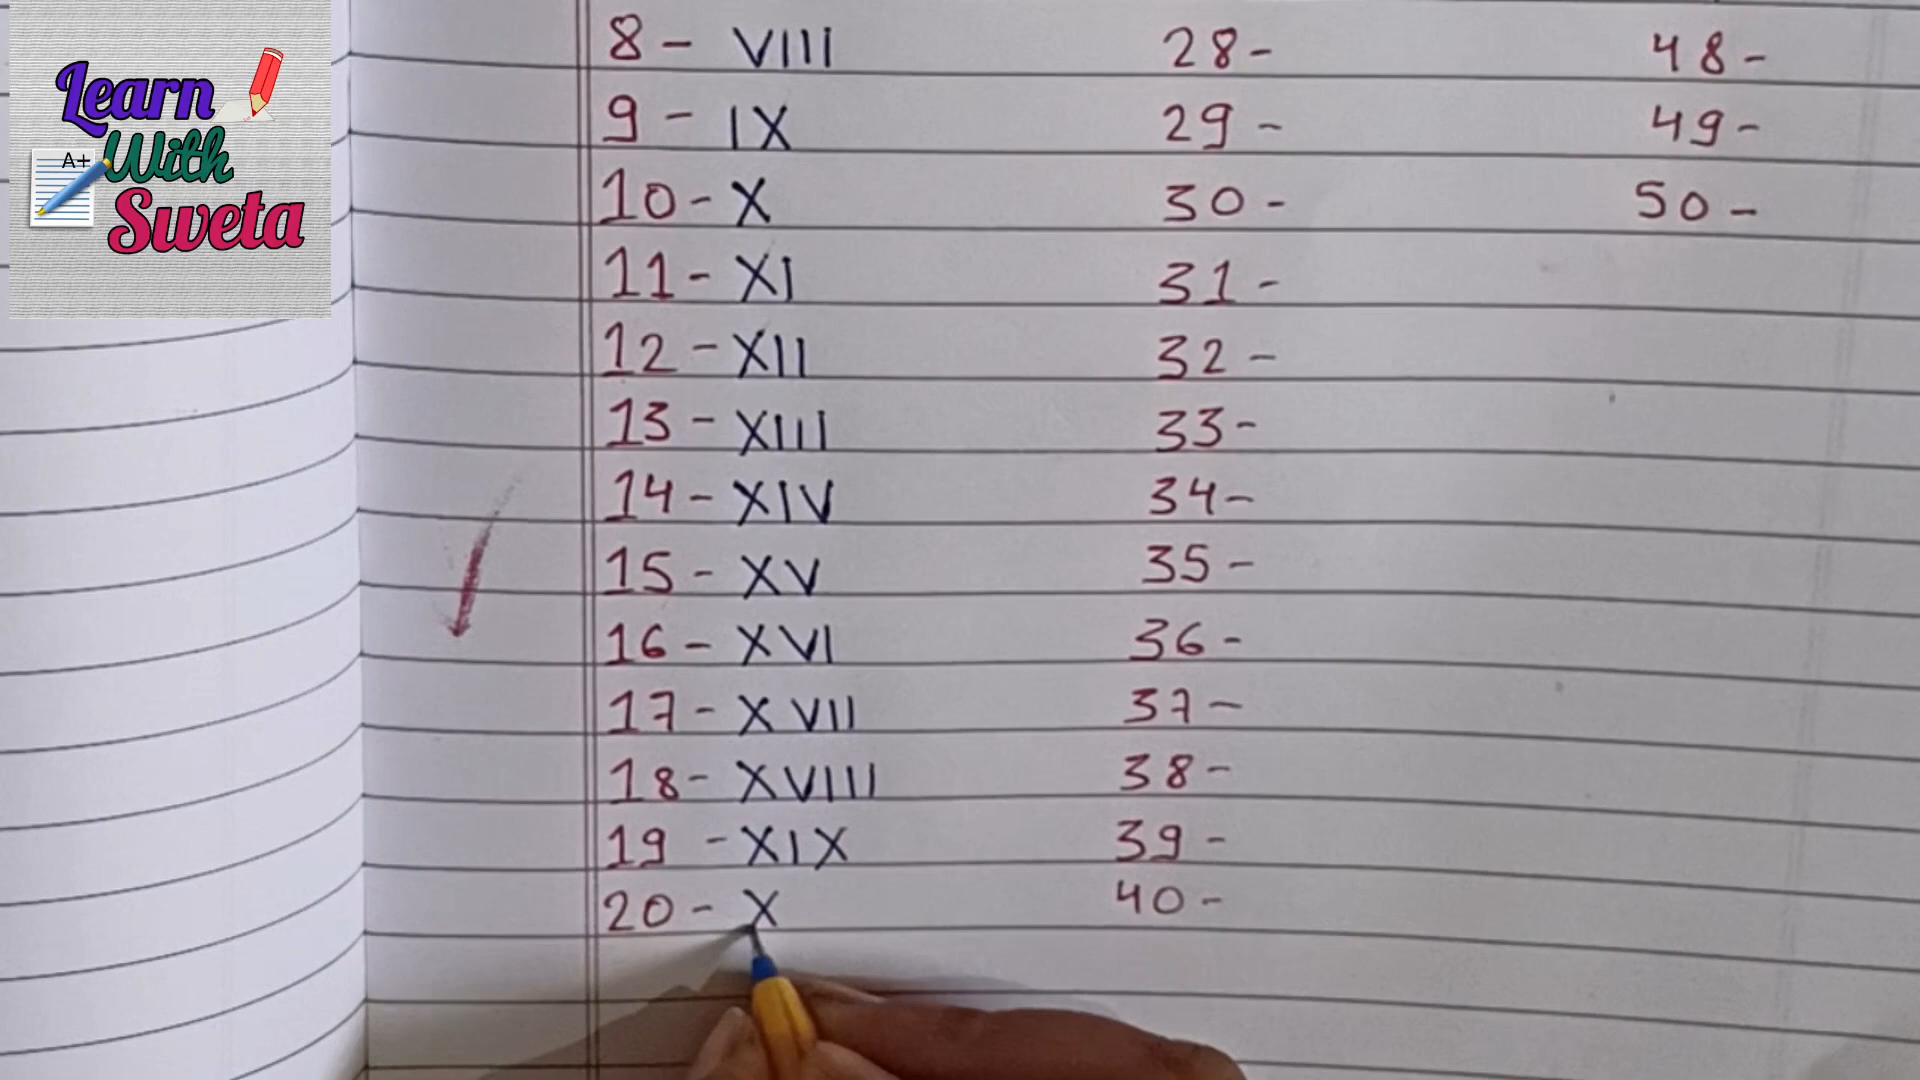 Learn
With
A+
Sweta
8 - VIII
9 - IX
10 - X
11 - XI
12 - XII
13 - XIII
14 - XIV
15 - XV
16 - XVI
17 - XVII
18 - XVIII
19 - XIX
20 - X
28 -
29 -
30 -
31 -
32 -
33 -
34 -
35 -
36 -
37 -
38 -
39 -
40 -
48 -
49 -
50 -